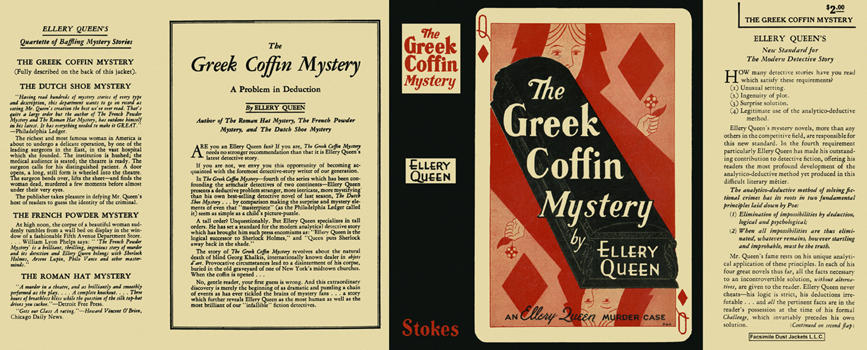 ELLERY QUEEN'S
Quartette of Baffling Mystery Stories
THE GREEK COFFIN MYSTERY
(Fully described on the back of this jacket).
THE DUTCH SHOE MYSTERY
"Having read hundreds of mystery stories of every type
and description, this department wants to go on record as
rating Mr. Queen's creation the best we've ever read. That's
quite a large order but the author of The French Powder
Mystery and The Roman Hat Mystery, has outdone himself
in his latest. It has everything needed to make it GREAT."
—Philadelphia Ledger.
The richest and most famous woman in America is
about to undergo a delicate operation, by one of the
leading surgeons in the East, in the vast hospital
which she founded. The institution is hushed; the
medical audience is seated; the theatre is ready. The
surgeon calls for his distinguished patient. A door
opens, a long, still form is wheeled into the theatre.
The surgeon bends over, lifts the sheet—and finds the
woman dead, murdered a few moments before almost
under their very eyes.
The publisher takes pleasure in defying Mr. Queen's
host of readers to guess the identity of the criminal.
THE FRENCH POWDER MYSTERY
At high noon, the corpse of a beautiful woman sud-
denly tumbles from a wall bed on display in the win-
dow of a fashionable Fifth Avenue Department Store.
. . . William Lyon Phelps says: "The French Powder
Mystery is a brilliant, thrilling, ingenious story of murder
and its detection and Ellery Queen belongs with Sherlock
Holmes, Arsene Lupin, Philo Vance and other master-
minds."
THE ROMAN HAT MYSTERY
"A murder in a theatre, and as brilliantly and smoothly
performed as the play. . . . A complete knockout. . . . Three
hours of breathless bliss while the question of the silk top-hat
drives you cuckoo."—Detroit Free Press.
"Gets our Class A rating."—Howard Vincent O'Brien,
Chicago Daily News.
The
Greek Coffin Mystery
A Problem in Deduction
By ELLERY QUEEN
Author of The Roman Hat Mystery, The French Powder
Mystery, and The Dutch Shoe Mystery
ARE you an Ellery Queen fan? If you are, The Greek Coffin Mystery
needs no stronger recommendation than that it is Ellery Queen's
latest detective story.
If you are not, we envy you this opportunity of becoming ac-
quainted with the foremost detective-story writer of our generation.
In The Greek Coffin Mystery—fourth of the series which has been con-
founding the armchair detectives of two continents—Ellery Queen
presents a deductive problem stranger, more intricate, more mystifying
than his own best-selling detective novel of last season, The Dutch
Shoe Mystery . . . by comparison making the surprise and mystery ele-
ments of even that "masterpiece" (as the Philadelphia Ledger called
it) seem as simple as a child's picture-puzzle.
A tall order? Unquestionably. But Ellery Queen specializes in tall
orders. He has set a standard for the modern analytical detective story
which has brought him such press encomiums as: "Ellery Queen is the
logical successor to Sherlock Holmes," and "Queen puts Sherlock
away back in the shade."
The story of The Greek Coffin Mystery revolves about the natural
death of blind Georg Khalkis, internationally known dealer in objets
d'art. Provocative circumstances lead to a disinterment of his corpse,
buried in the old graveyard of one of New York's midtown churches.
When the coffin is opened . . .
No, gentle reader, your first guess is wrong. And this extraordinary
discovery is merely the beginning of as dramatic and puzzling a chain
of events as has ever tickled the brains of mystery fans . . . a story
which further reveals Ellery Queen as the most human as well as the
most brilliant of our "infallible" fiction detectives.
The
Greek
Coffin
Mystery
ELLERY
QUEEN
Stokes
Q
The
Greek
Coffin
Mystery
by
ELLERY
QUEEN
AN Ellery Queen MURDER CASE
Q
$2.00
THE GREEK COFFIN MYSTERY
ELLERY QUEEN'S
New Standard for
The Modern Detective Story
HOW many detective stories have you read
which satisfy these requirements?
(1) Unusual setting.
(2) Ingenuity of plot.
(3) Surprise solution.
(4) Legitimate use of the analytico-deductive
method.
Ellery Queen's mystery novels, more than any
others in the competitive field, are responsible for
this new standard. In the fourth requirement
particularly Ellery Queen has made his outstand-
ing contribution to detective fiction, offering his
readers the most profound development of the
analytico-deductive method yet produced in this
difficult literary métier.
The analytico-deductive method of solving fic-
tional crimes has its roots in two fundamental
principles laid down by Poe:
(1) Elimination of impossibilities by deduction,
logical and psychological;
(2) When all impossibilities are thus elimi-
nated, whatever remains, however startling
and improbable, must be the truth.
Mr. Queen's fame rests on his unique analyti-
cal application of these principles. In each of his
four great novels thus far, all the facts necessary
to an incontrovertible solution, without alterna-
tives, are given to the reader. Ellery Queen never
cheats—his logic is strict, his deductions irre-
futable . . . and all the pertinent facts are in the
reader's possession at the time of his formal
Challenge, which invariably precedes his own
solution. (Continued on second flap)
Facsimile Dust Jackets L.L.C.